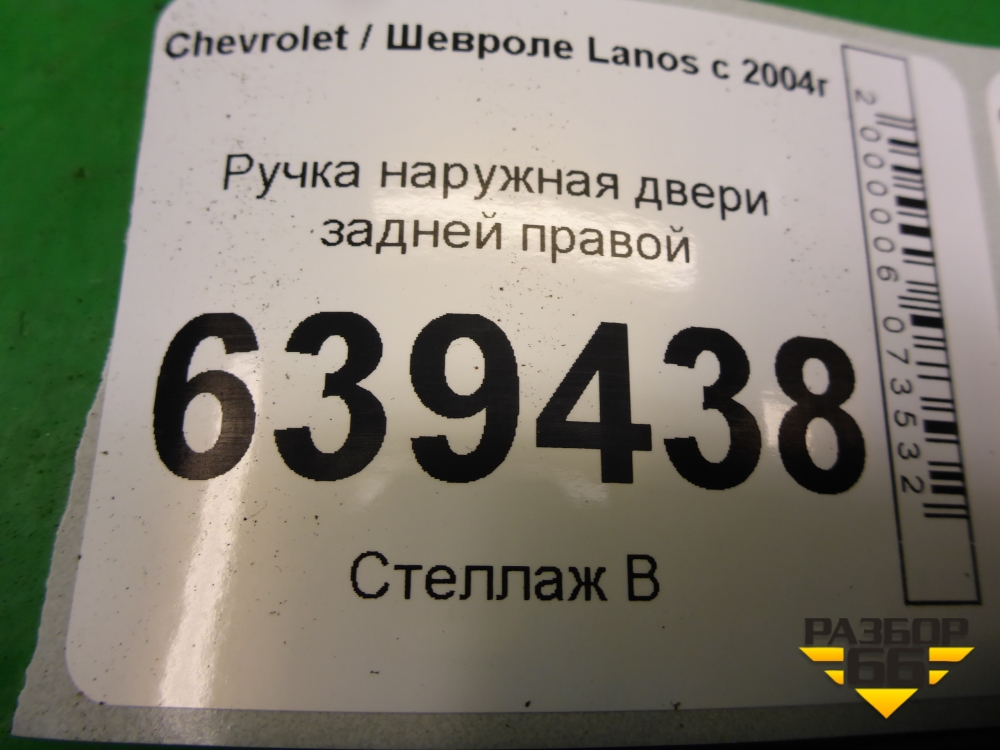 Chevrolet / Шевроле Lanos с 2004г
Ручка наружная двери
задней правой
639438
Стеллаж В
2000006073532
РАЗБОР
66